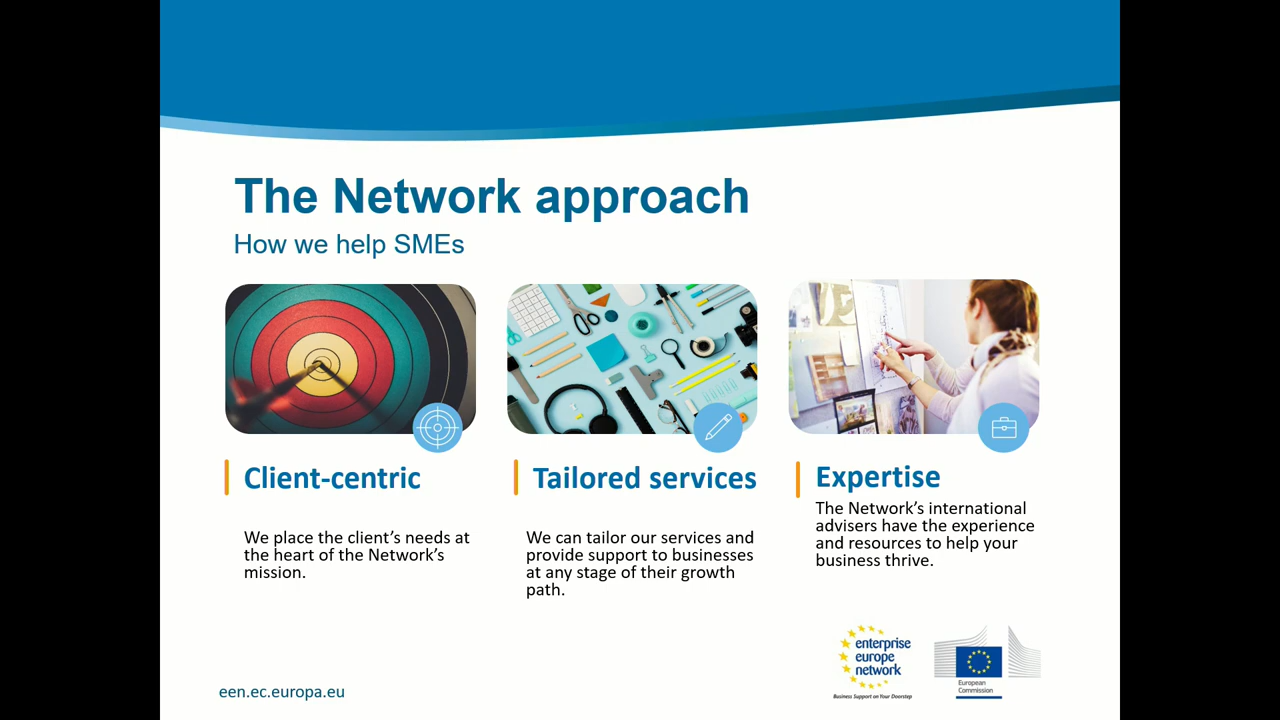 The Network approach
How we help SMEs
Client-centric
We place the client's needs at
the heart of the Network's
mission.
Tailored services
We can tailor our services and
provide support to businesses
at any stage of their growth
path.
Expertise
The Network's international
advisers have the experience
and resources to help your
business thrive.
een.ec.europa.eu
enterprise
europe
network
Business Support on Your Doorstep
European
Commission